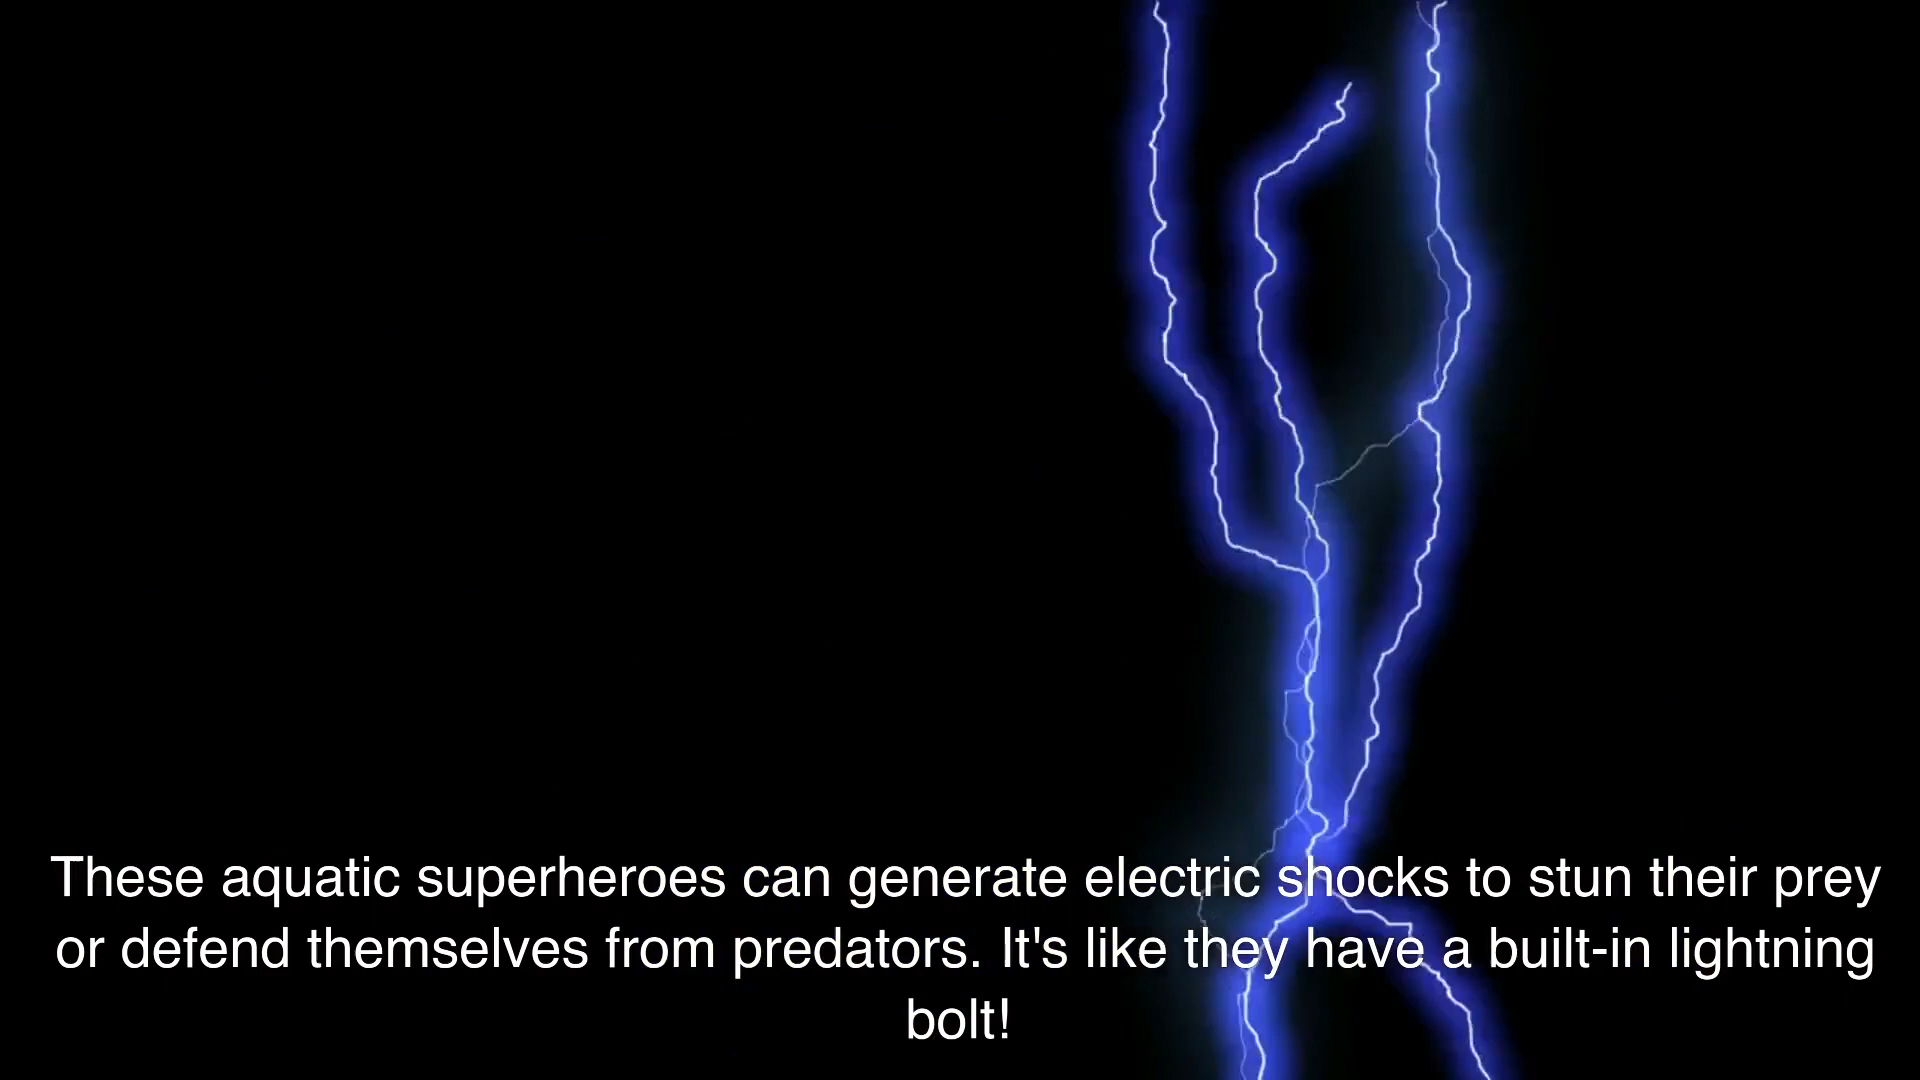 These aquatic superheroes can generate electric shocks to stun their prey
or defend themselves from predators. It's like they have a built-in lightning
bolt!